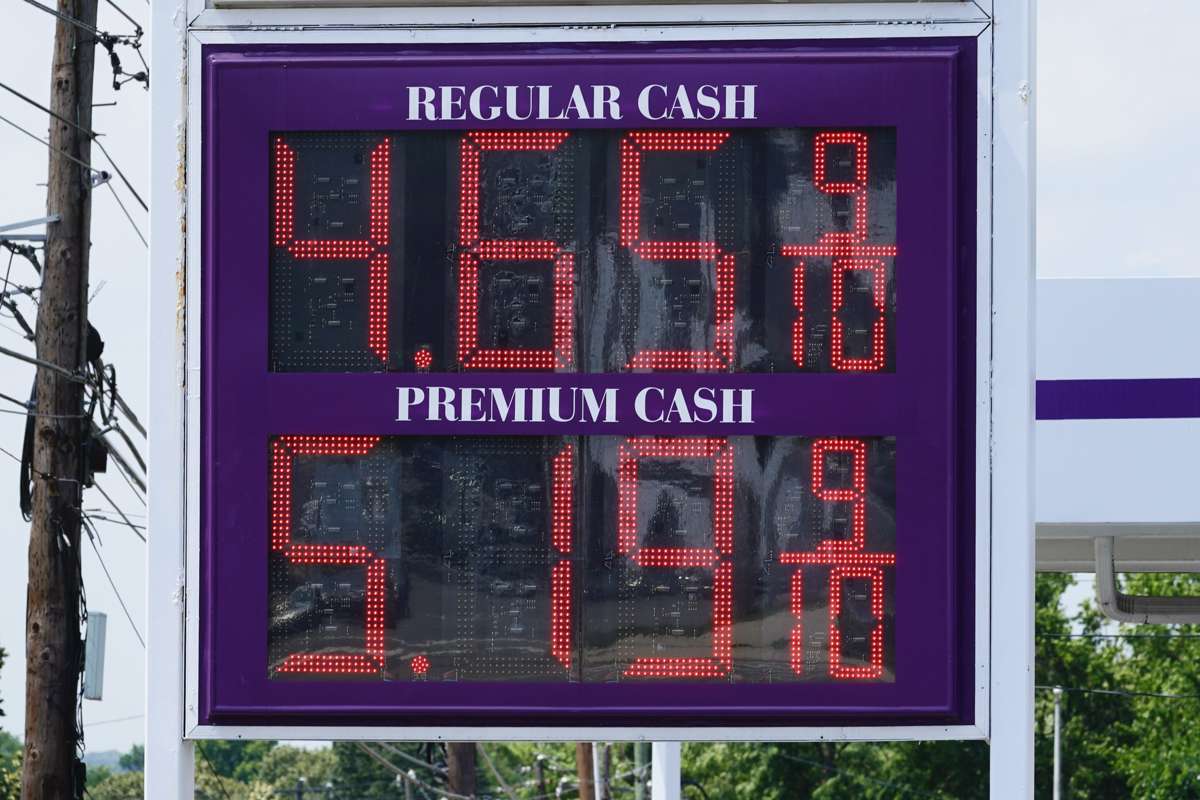 REGULAR CASH
4.65 9/10
PREMIUM CASH
5.19 9/10